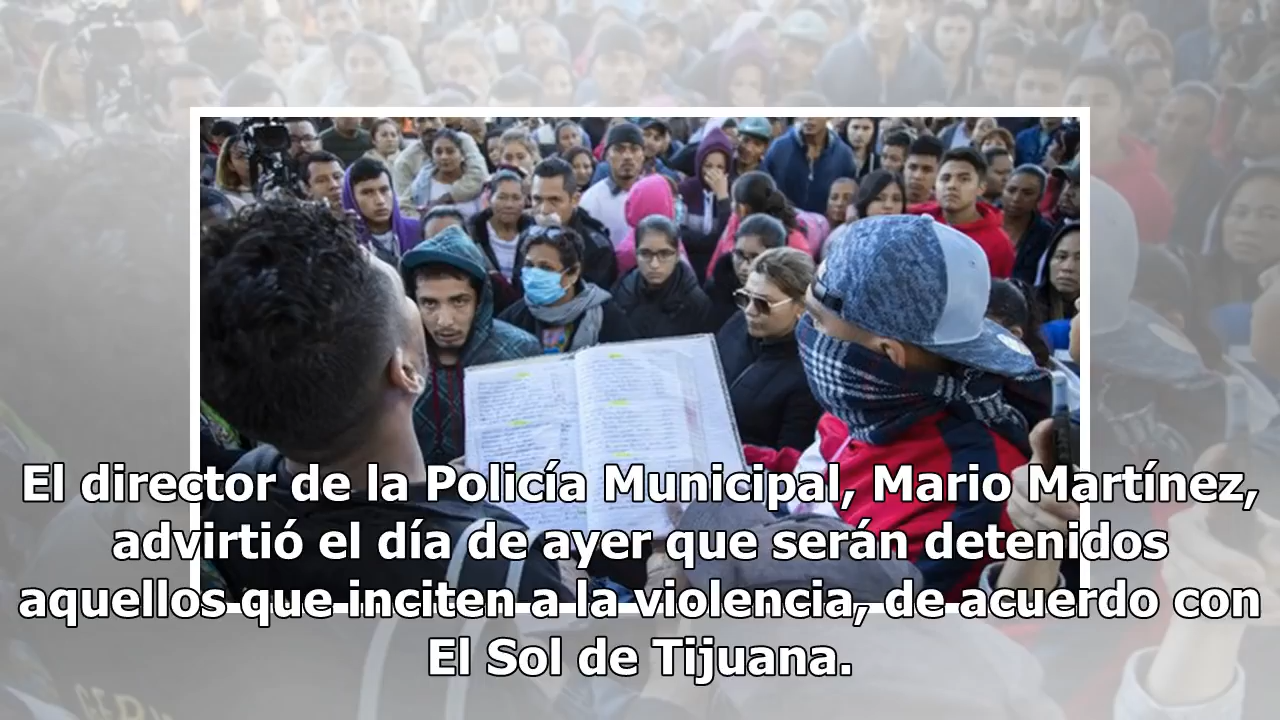 El director de la Policía Municipal, Mario Martínez,
advirtió el día de ayer que serán detenidos
aquellos que inciten a la violencia, de acuerdo con
El Sol de Tijuana.